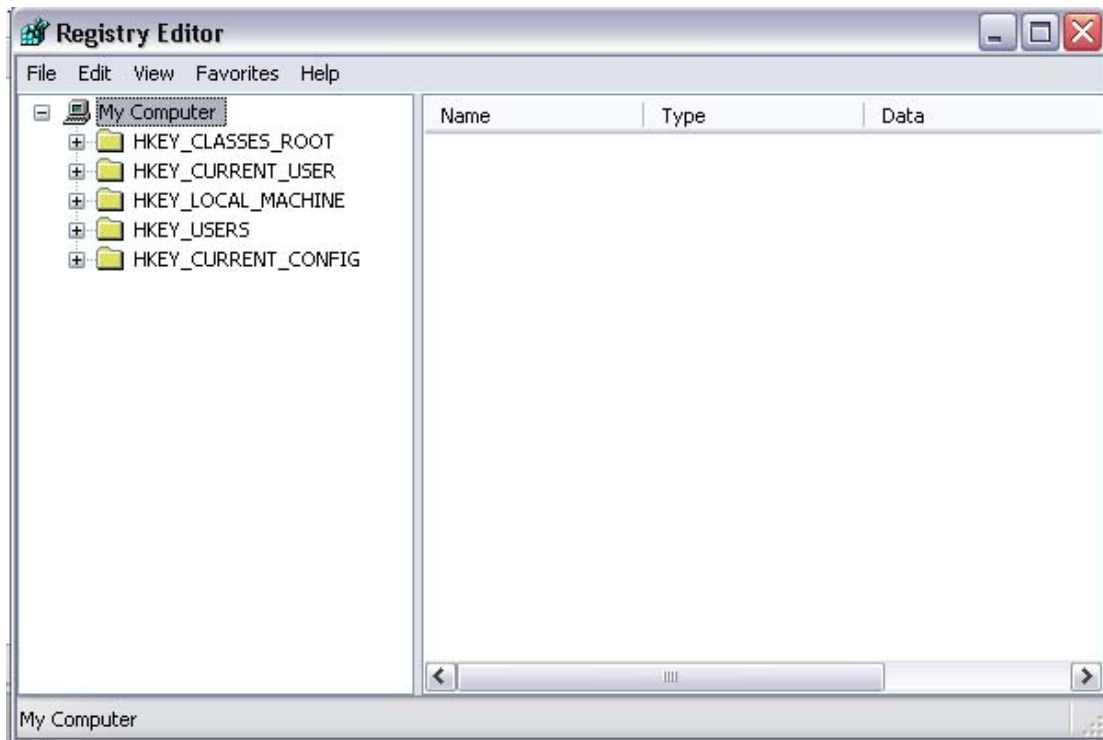 Registry Editor
File Edit View Favorites Help
My Computer
HKEY_CLASSES_ROOT
HKEY_CURRENT_USER
HKEY_LOCAL_MACHINE
HKEY_USERS
HKEY_CURRENT_CONFIG
Name Type Data
My Computer